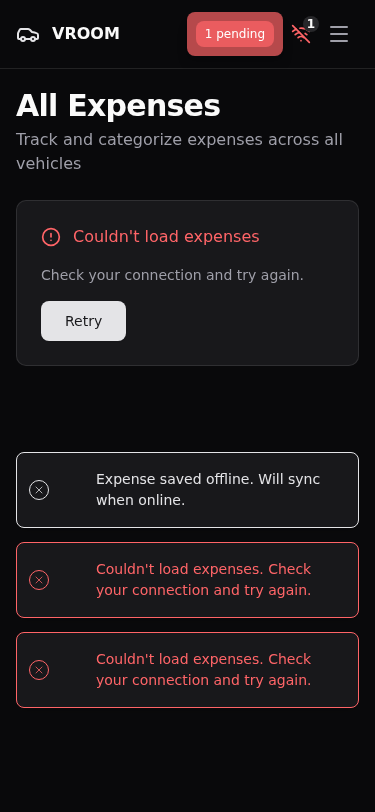 VROOM
1 pending
1
All Expenses
Track and categorize expenses across all
vehicles
Couldn't load expenses
Check your connection and try again.
Retry
Expense saved offline. Will sync
when online.
Couldn't load expenses. Check
your connection and try again.
Couldn't load expenses. Check
your connection and try again.